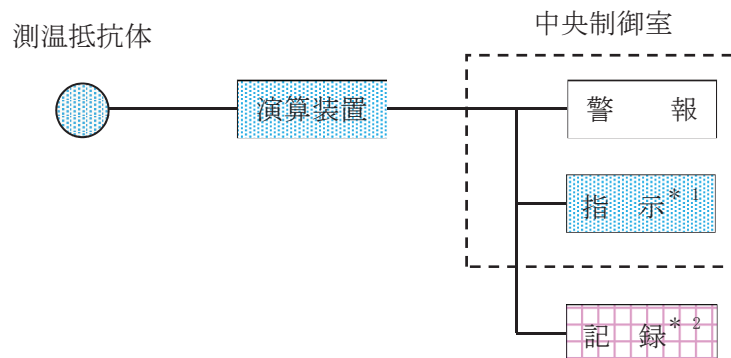 中央制御室
測温抵抗体
演算装置
警　報
指　示＊1
記　録＊2